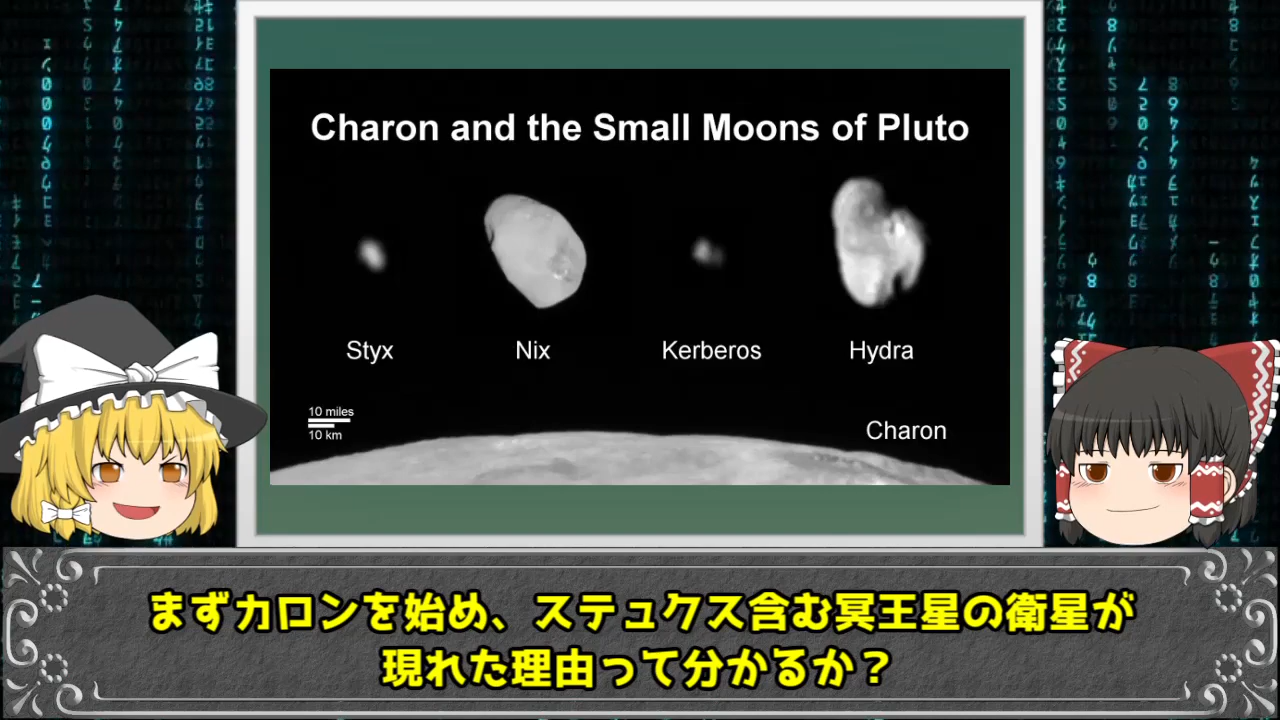 Charon and the Small Moons of Pluto
Styx
Nix
Kerberos
Hydra
10 miles
10 km
Charon
まずカロンを始め、ステュクス含む冥王星の衛星が
現れた理由って分かるか？